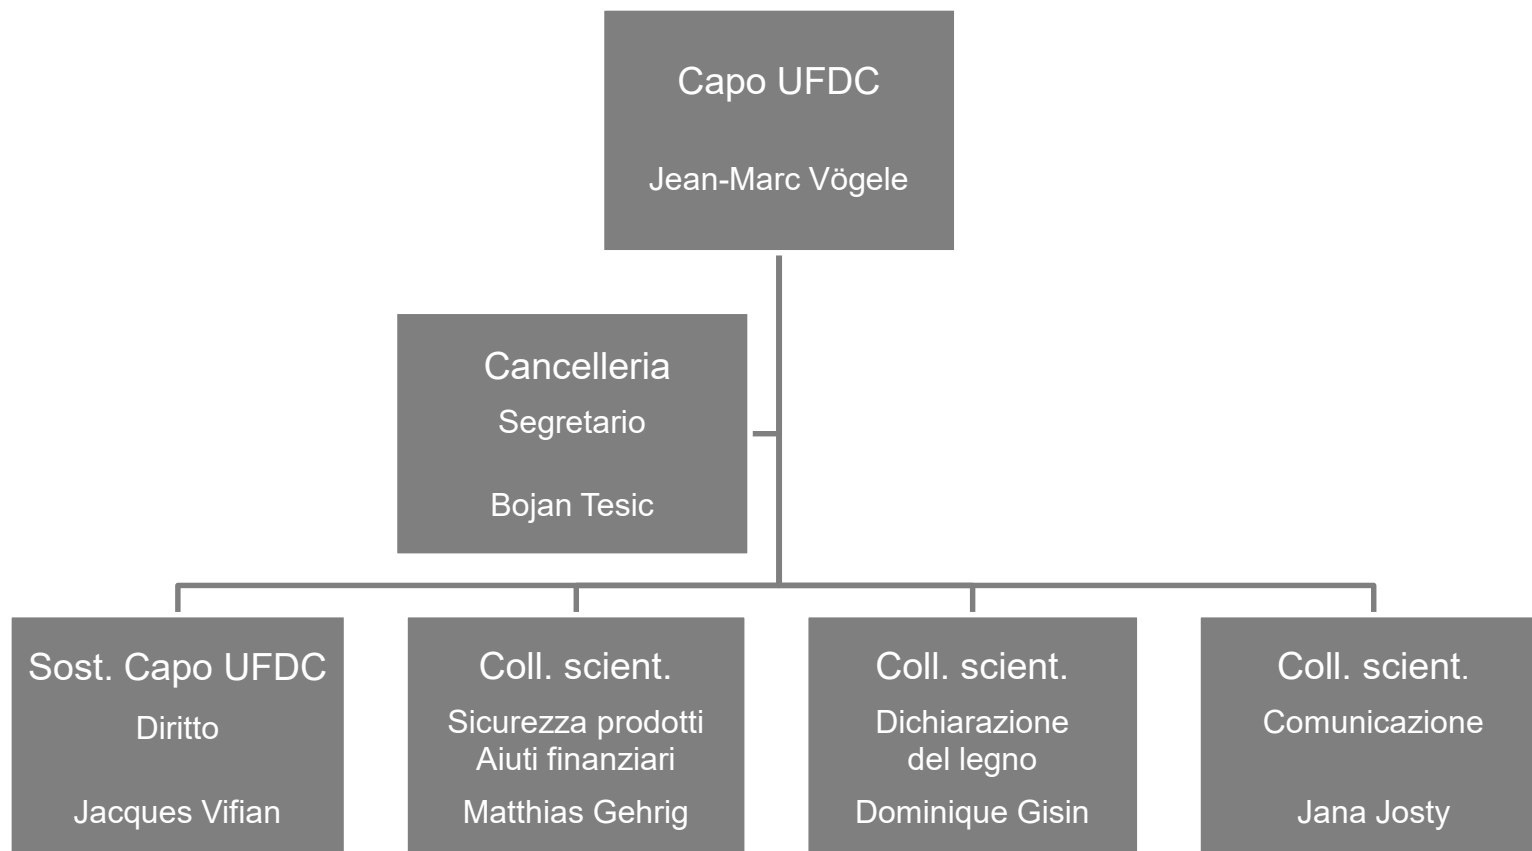 Capo UFDC
Jean-Marc Vögele
Cancelleria
Segretario
Bojan Tesic
Sost. Capo UFDC
Diritto
Jacques Vifian
Coll. scient.
Sicurezza prodotti
Aiuti finanziari
Matthias Gehrig
Coll. scient.
Dichiarazione
del legno
Dominique Gisin
Coll. scient.
Comunicazione
Jana Josty